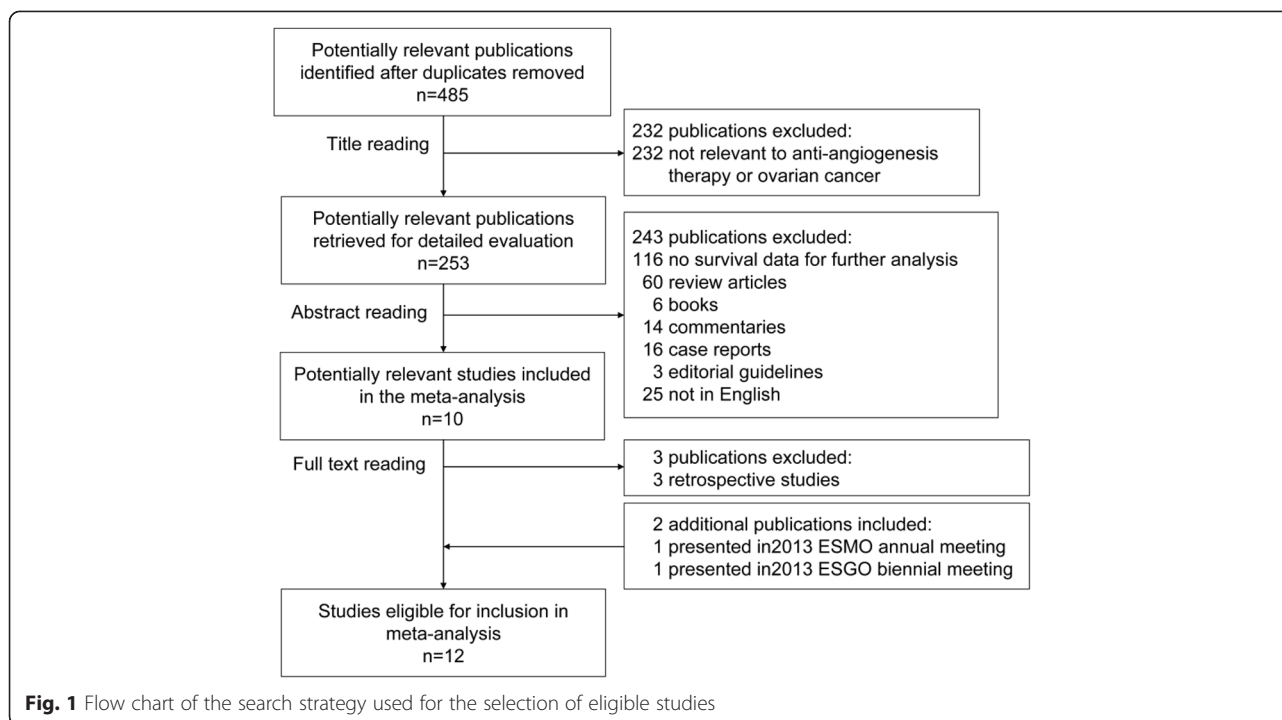 Potentially relevant publications
identified after duplicates removed
n=485
Title reading
232 publications excluded:
232 not relevant to anti-angiogenesis
therapy or ovarian cancer
Potentially relevant publications
retrieved for detailed evaluation
n=253
Abstract reading
243 publications excluded:
116 no survival data for further analysis
60 review articles
6 books
14 commentaries
16 case reports
3 editorial guidelines
25 not in English
Potentially relevant studies included
in the meta-analysis
n=10
Full text reading
3 publications excluded:
3 retrospective studies
2 additional publications included:
1 presented in2013 ESMO annual meeting
1 presented in2013 ESGO biennial meeting
Studies eligible for inclusion in
meta-analysis
n=12
Fig. 1 Flow chart of the search strategy used for the selection of eligible studies